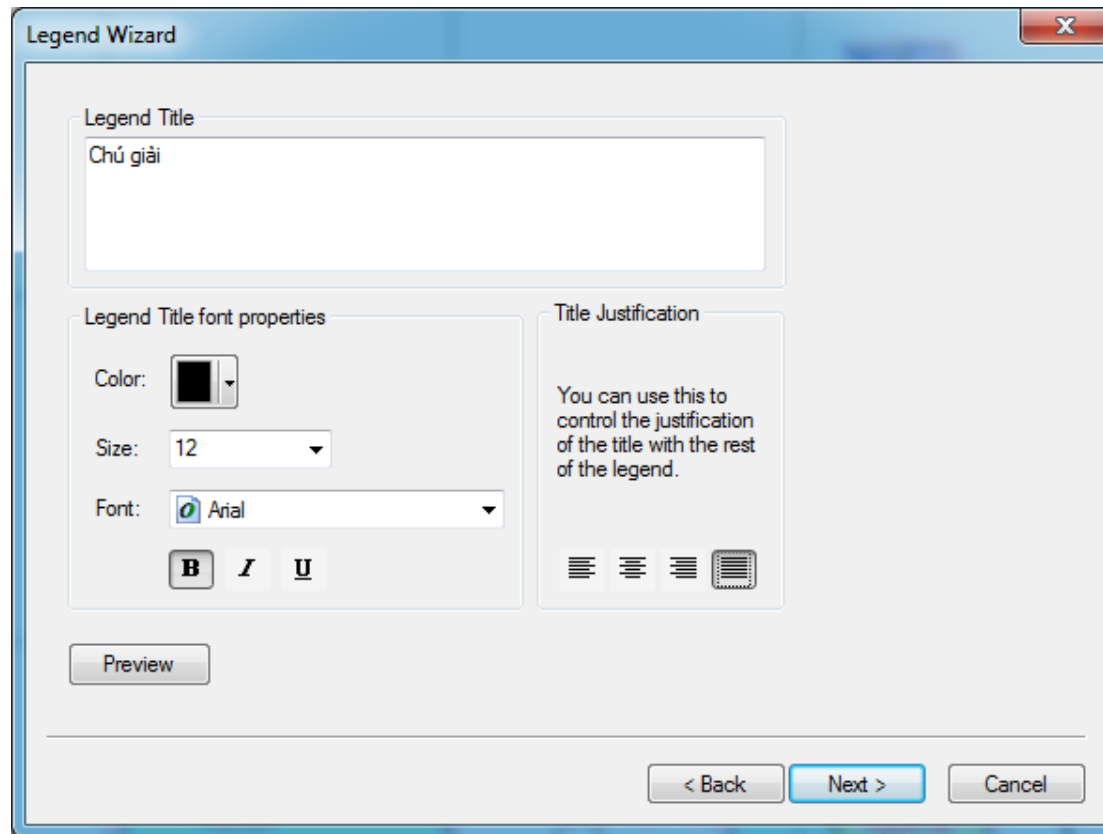 Legend Wizard
X
Legend Title
Chú giải
Legend Title font properties
Color:
Size: 12
Font: Arial
B I U
Title Justification
You can use this to
control the justification
of the title with the rest
of the legend.
Preview
< Back Next > Cancel